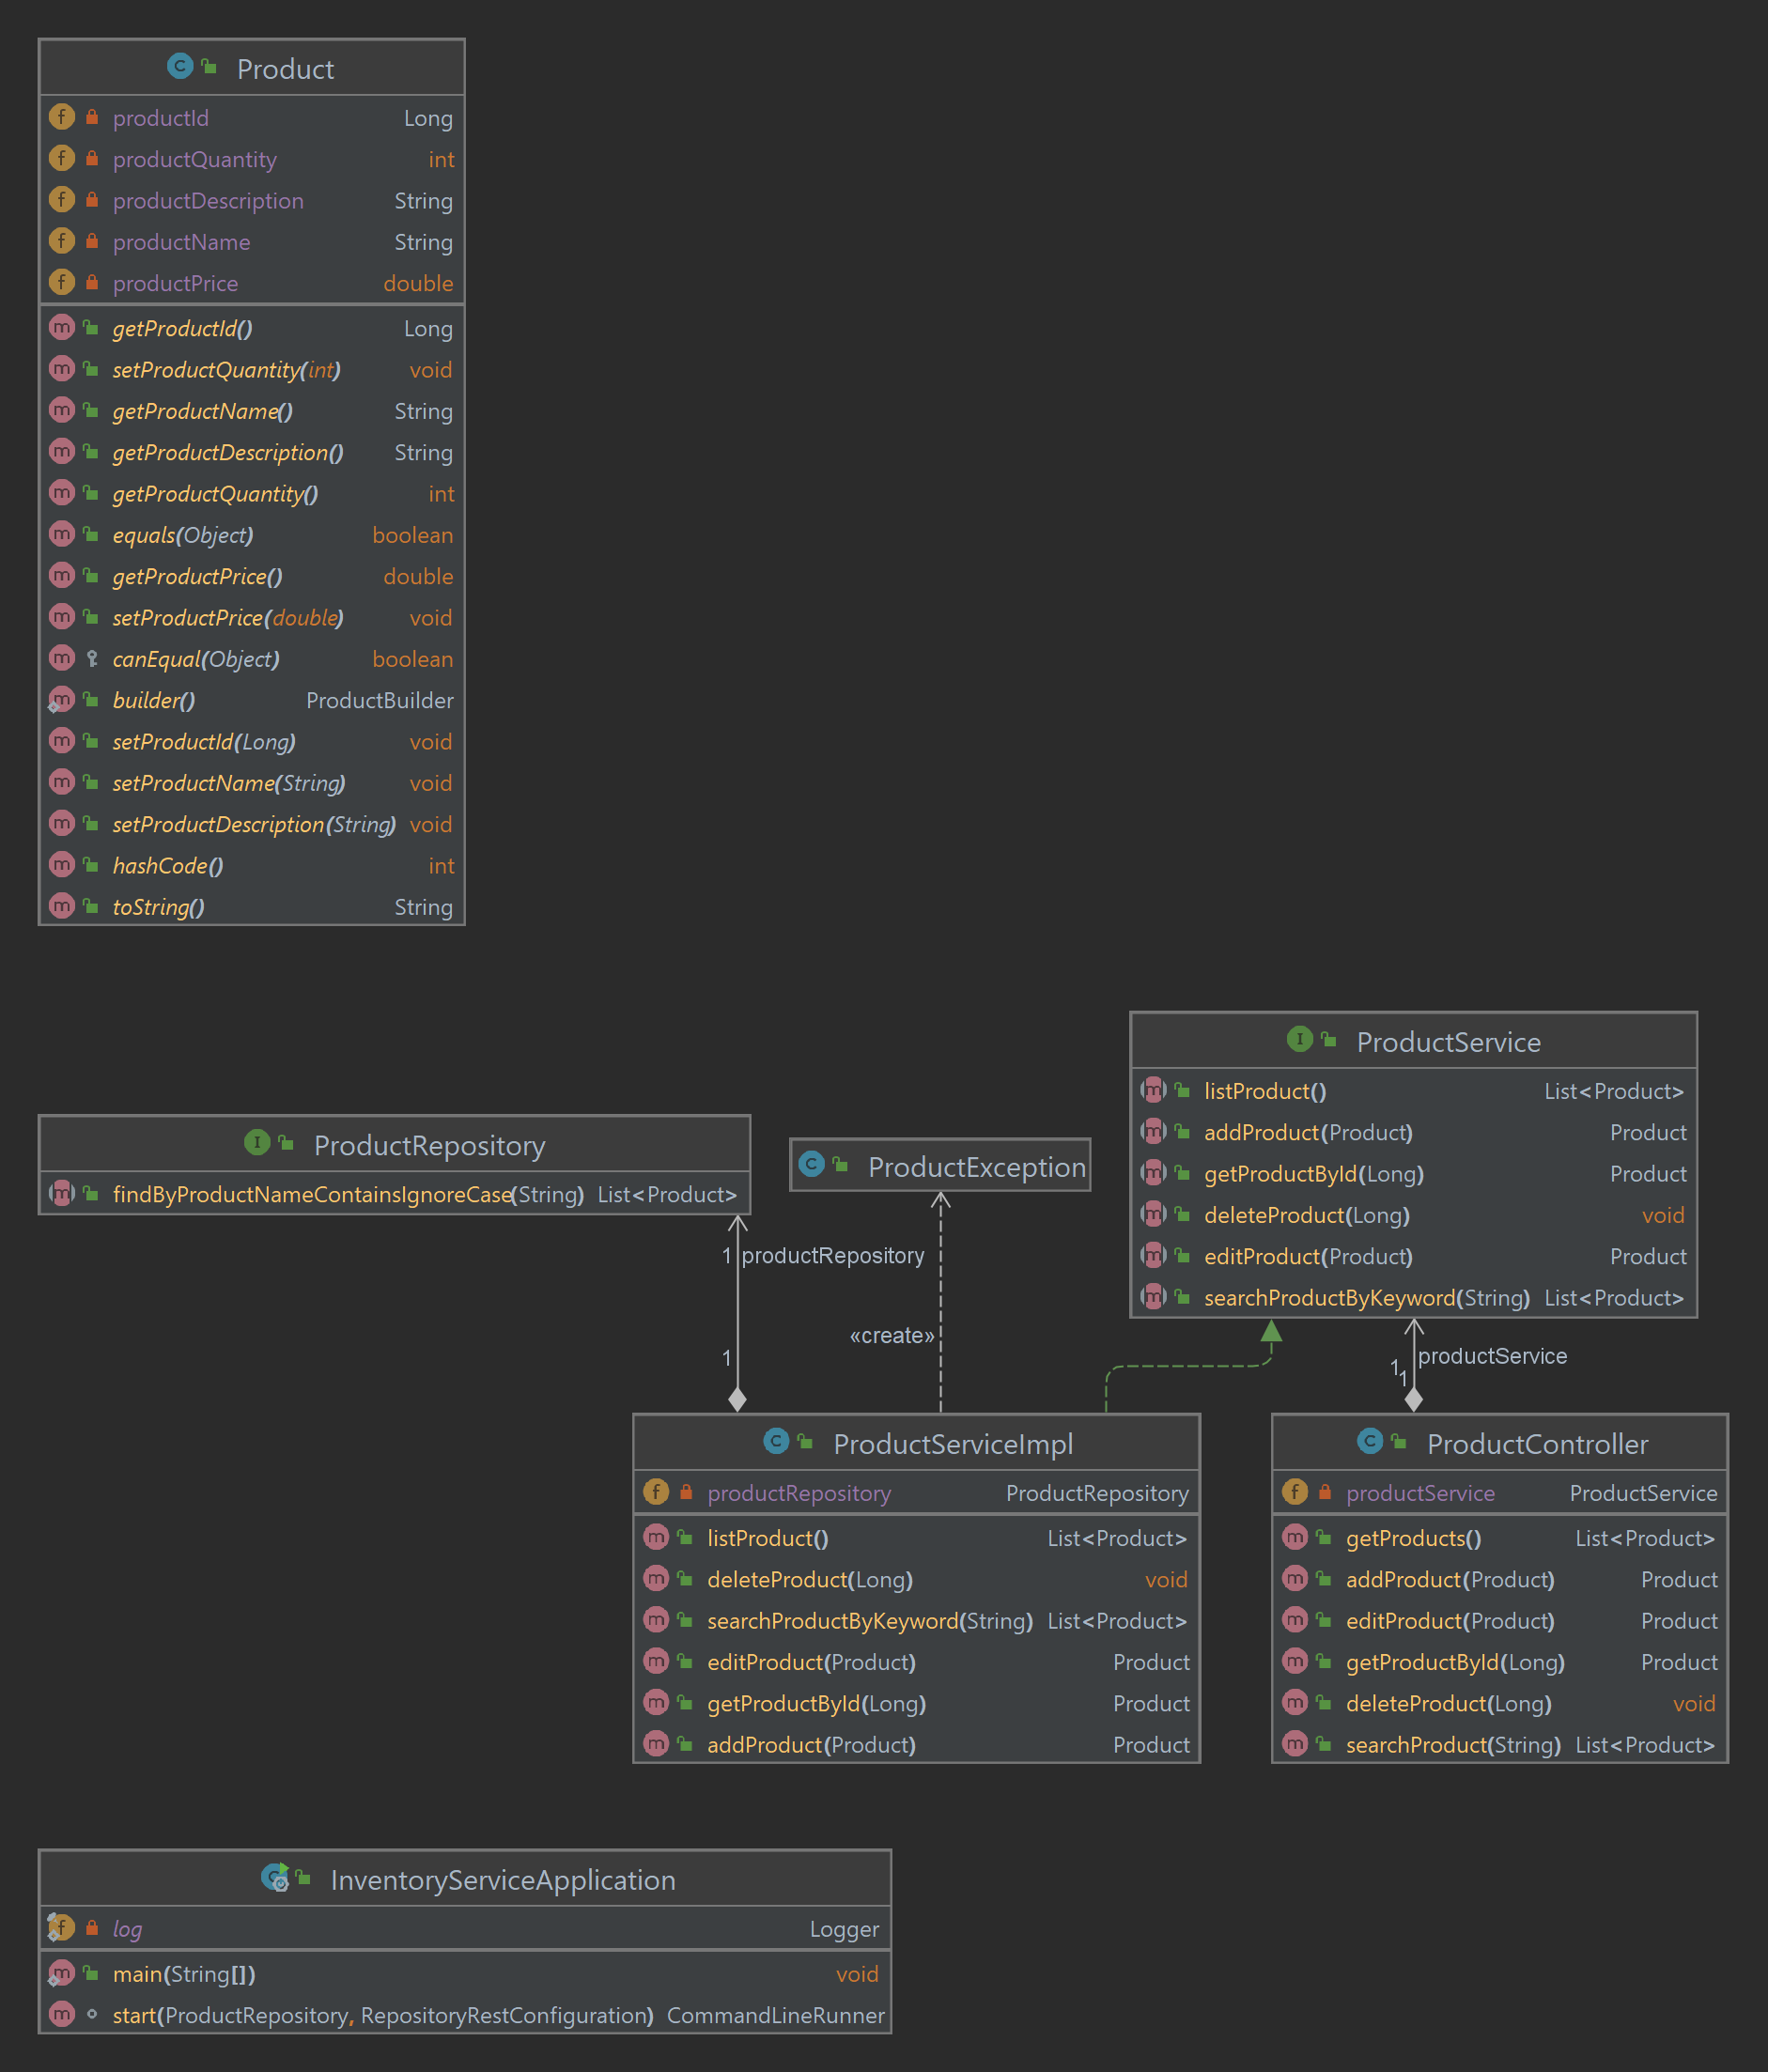 Product
productId Long
productQuantity int
productDescription String
productName String
productPrice double
getProductId() Long
setProductQuantity(int) void
getProductName() String
getProductDescription() String
getProductQuantity() int
equals(Object) boolean
getProductPrice() double
setProductPrice(double) void
canEqual(Object) boolean
builder() ProductBuilder
setProductId(Long) void
setProductName(String) void
setProductDescription(String) void
hashCode() int
toString() String
ProductService
listProduct() List<Product>
addProduct(Product) Product
getProductById(Long) Product
deleteProduct(Long) void
editProduct(Product) Product
searchProductByKeyword(String) List<Product>
ProductRepository
findByProductNameContainsIgnoreCase(String) List<Product>
ProductException
1 productRepository
«create»
1
productService
1
1
ProductServiceImpl
productRepository ProductRepository
listProduct() List<Product>
deleteProduct(Long) void
searchProductByKeyword(String) List<Product>
editProduct(Product) Product
getProductById(Long) Product
addProduct(Product) Product
ProductController
productService ProductService
getProducts() List<Product>
addProduct(Product) Product
editProduct(Product) Product
getProductById(Long) Product
deleteProduct(Long) void
searchProduct(String) List<Product>
InventoryServiceApplication
log Logger
main(String[]) void
start(ProductRepository, RepositoryRestConfiguration) CommandLineRunner